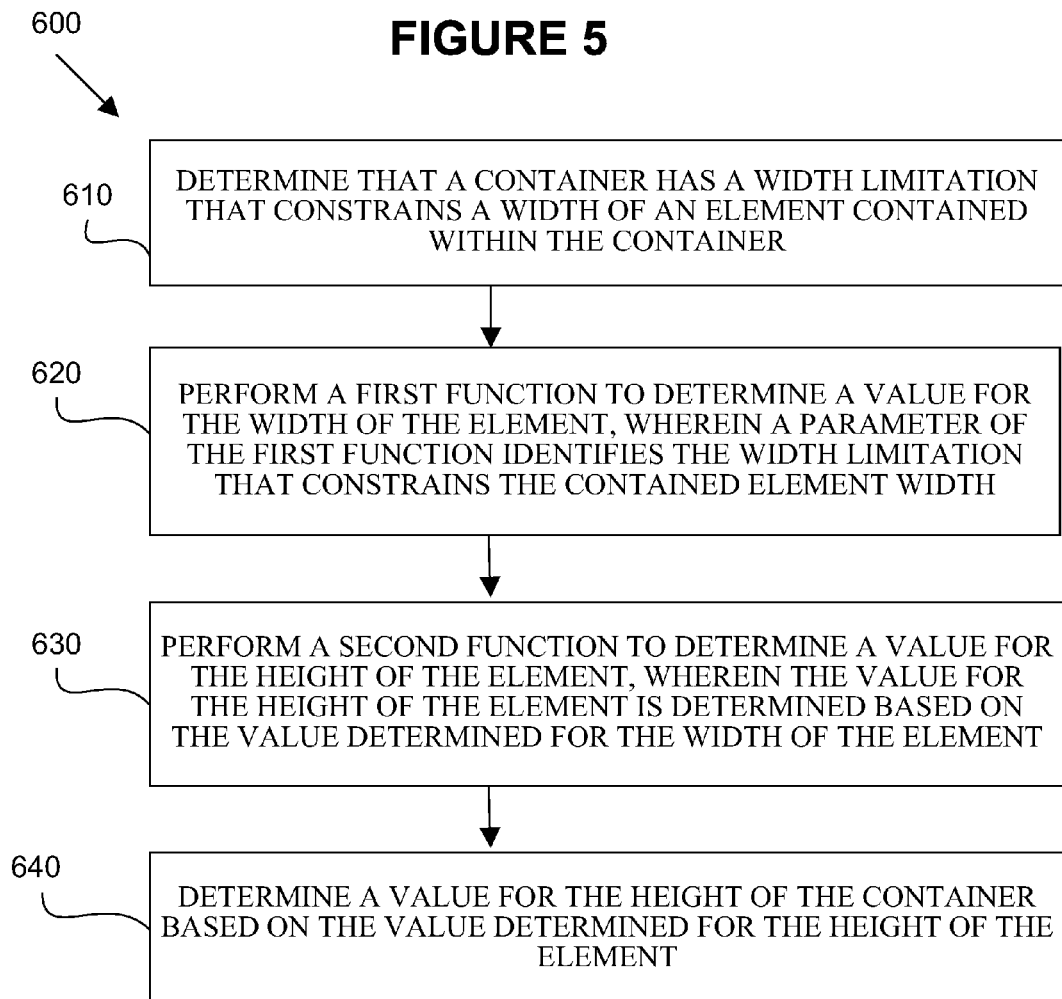 600
FIGURE 5
610
DETERMINE THAT A CONTAINER HAS A WIDTH LIMITATION
THAT CONSTRAINS A WIDTH OF AN ELEMENT CONTAINED
WITHIN THE CONTAINER
620
PERFORM A FIRST FUNCTION TO DETERMINE A VALUE FOR
THE WIDTH OF THE ELEMENT, WHEREIN A PARAMETER OF
THE FIRST FUNCTION IDENTIFIES THE WIDTH LIMITATION
THAT CONSTRAINS THE CONTAINED ELEMENT WIDTH
630
PERFORM A SECOND FUNCTION TO DETERMINE A VALUE FOR
THE HEIGHT OF THE ELEMENT, WHEREIN THE VALUE FOR
THE HEIGHT OF THE ELEMENT IS DETERMINED BASED ON
THE VALUE DETERMINED FOR THE WIDTH OF THE ELEMENT
640
DETERMINE A VALUE FOR THE HEIGHT OF THE CONTAINER
BASED ON THE VALUE DETERMINED FOR THE HEIGHT OF THE
ELEMENT